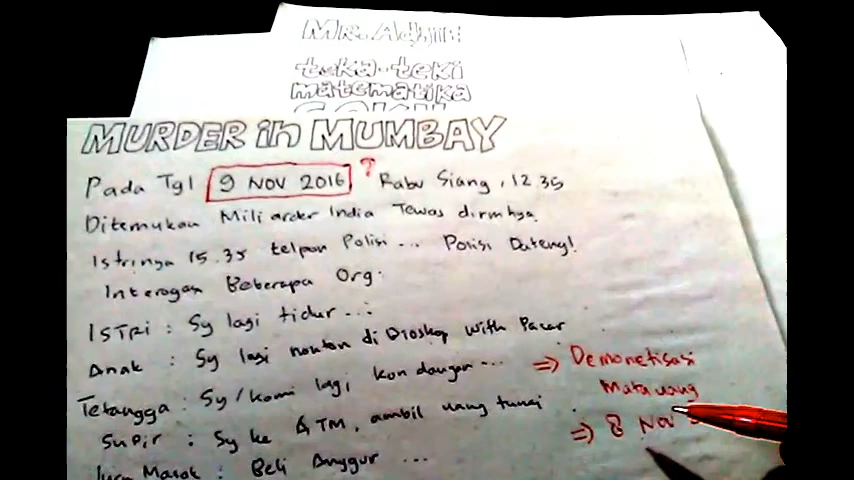 MR. Adjie
teka-teki
matematika
MURDER in MUMBAY
Pada Tgl 9 NOV 2016 ? Rabu Siang, 12.35
Ditemukan Miliarder India Tewas dirmhya.
Istrinya 15.35 telpon Polisi ... Polisi Dateng!
Interogasi Beberapa Org:
ISTRI : Sy lagi tidur ...
Anak : Sy lagi nonton di Bioskop with Pacar
Tetangga : Sy/kami lagi kondangan ... ⇒ Demonetisasi
Mata uang
Supir : Sy ke ATM, ambil uang tunai ⇒ 8 Nov
Juru Masak : Beli Anggur ...